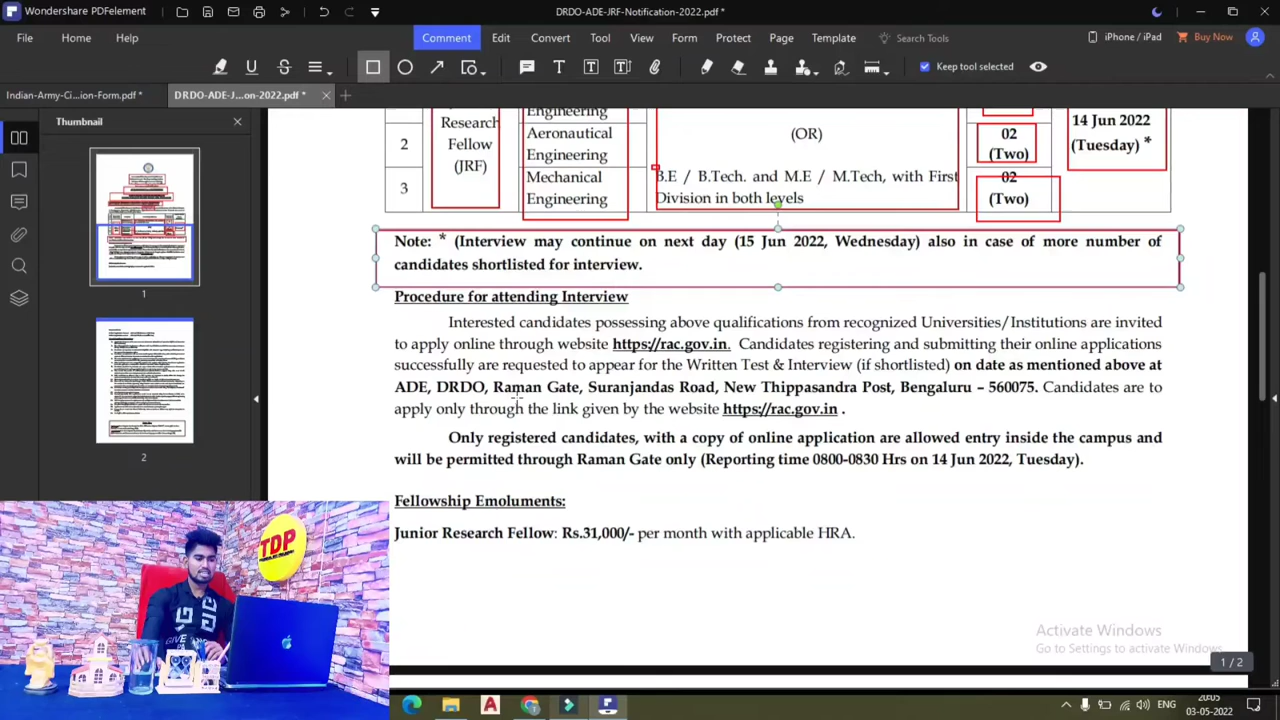 Wondershare PDFelement
DRDO-ADE-JRF-Notification-2022.pdf *
File Home Help Comment Edit Convert Tool View Form Protect Page Template Search Tools iPhone / iPad Buy Now
Keep tool selected
Indian-Army-Ci...ion-Form.pdf * DRDO-ADE-J...on-2022.pdf *
Thumbnail
1
2
Engineering
2 Research Fellow (JRF) Aeronautical Engineering (OR) 02 (Two) 14 Jun 2022 (Tuesday) *
3 Mechanical Engineering B.E / B.Tech. and M.E / M.Tech, with First Division in both levels 02 (Two)
Note: * (Interview may continue on next day (15 Jun 2022, Wednesday) also in case of more number of
candidates shortlisted for interview.
Procedure for attending Interview
Interested candidates possessing above qualifications from recognized Universities/Institutions are invited
to apply online through website https://rac.gov.in. Candidates registering and submitting their online applications
successfully are requested to appear for the Written Test & Interview (if shortlisted) on date as mentioned above at
ADE, DRDO, Raman Gate, Suranjandas Road, New Thippasandra Post, Bengaluru – 560075. Candidates are to
apply only through the link given by the website https://rac.gov.in .
Only registered candidates, with a copy of online application are allowed entry inside the campus and
will be permitted through Raman Gate only (Reporting time 0800-0830 Hrs on 14 Jun 2022, Tuesday).
Fellowship Emoluments:
Junior Research Fellow: Rs.31,000/- per month with applicable HRA.
TDP
Activate Windows
Go to Settings to activate Windows.
1 / 2
ENG
20:05
03-05-2022